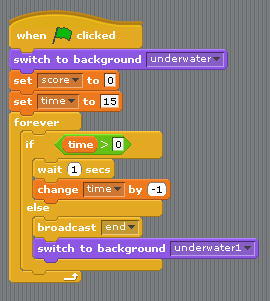 when clicked
switch to background underwater
set score to 0
set time to 15
forever
if time > 0
wait 1 secs
change time by -1
else
broadcast end
switch to background underwater1